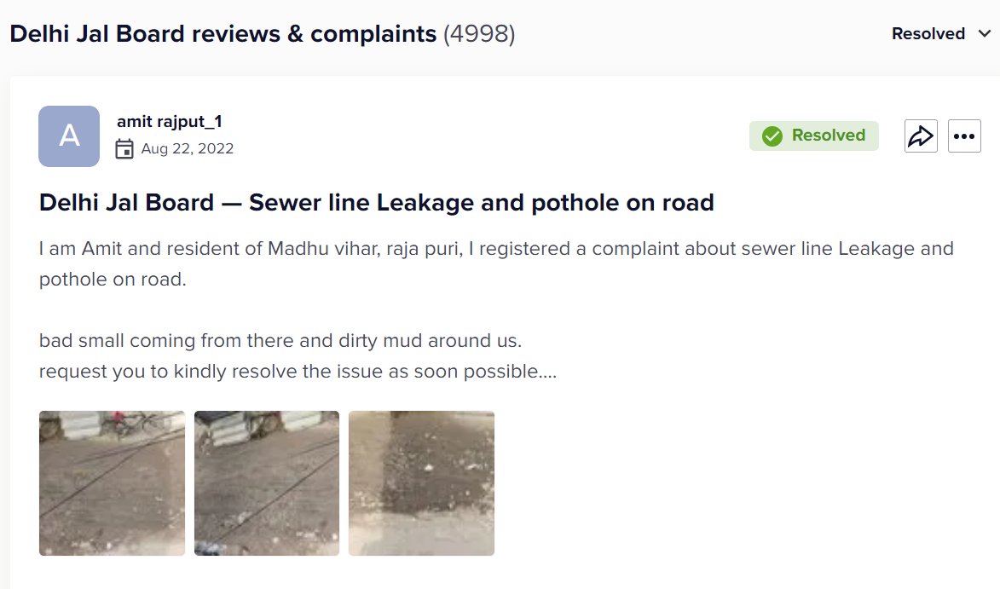 Delhi Jal Board reviews & complaints (4998)
Resolved
A
amit rajput_1
Aug 22, 2022
Resolved
Delhi Jal Board — Sewer line Leakage and pothole on road
I am Amit and resident of Madhu vihar, raja puri, I registered a complaint about sewer line Leakage and
pothole on road.
bad small coming from there and dirty mud around us.
request you to kindly resolve the issue as soon possible....